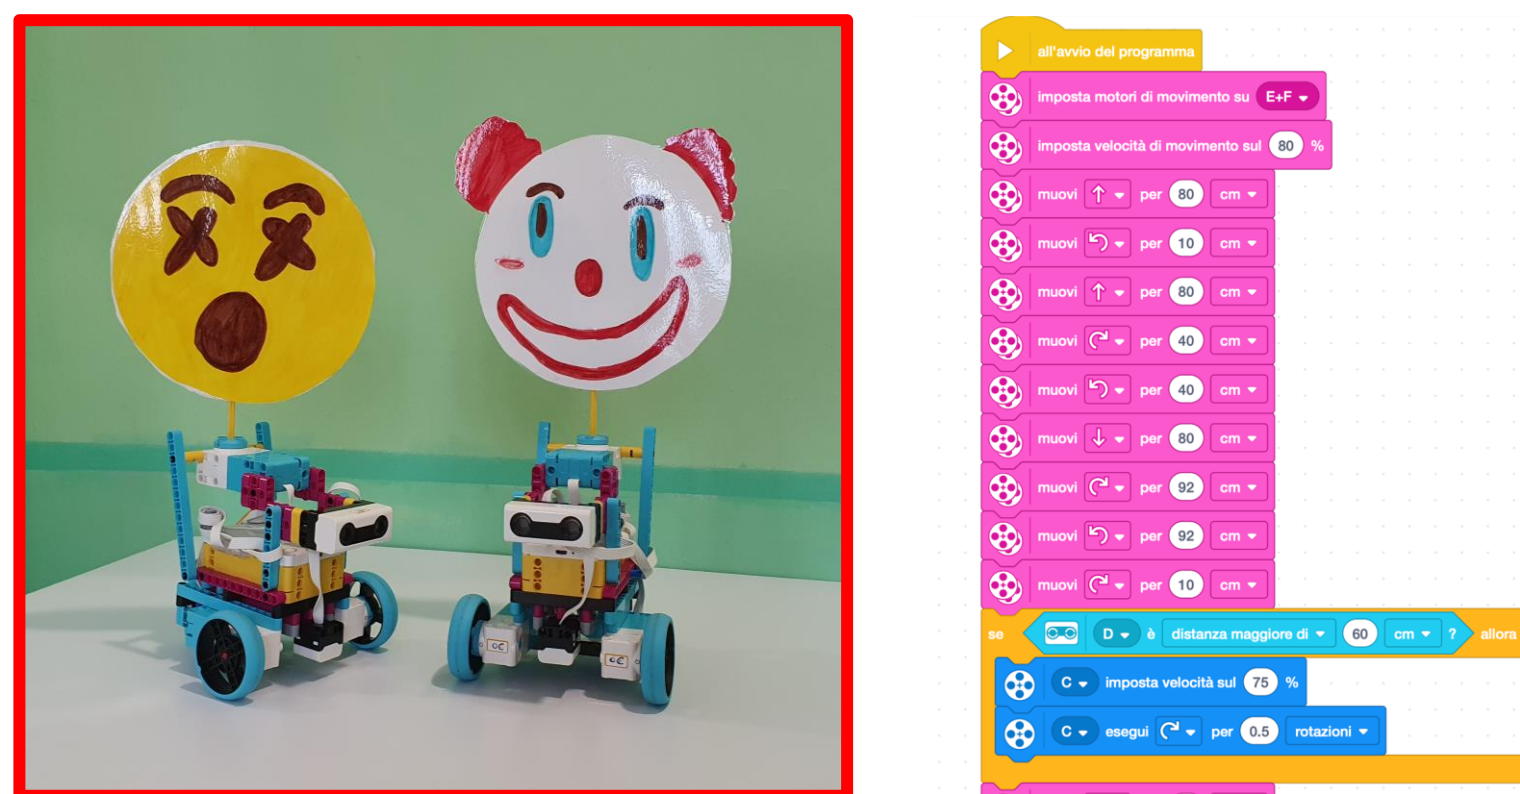 all'avvio del programma
imposta motori di movimento su E+F
imposta velocità di movimento sul 80 %
muovi per 80 cm
muovi per 10 cm
muovi per 80 cm
muovi per 40 cm
muovi per 40 cm
muovi per 80 cm
muovi per 92 cm
muovi per 92 cm
muovi per 10 cm
se D è distanza maggiore di 60 cm ? allora
C imposta velocità sul 75 %
C esegui per 0.5 rotazioni